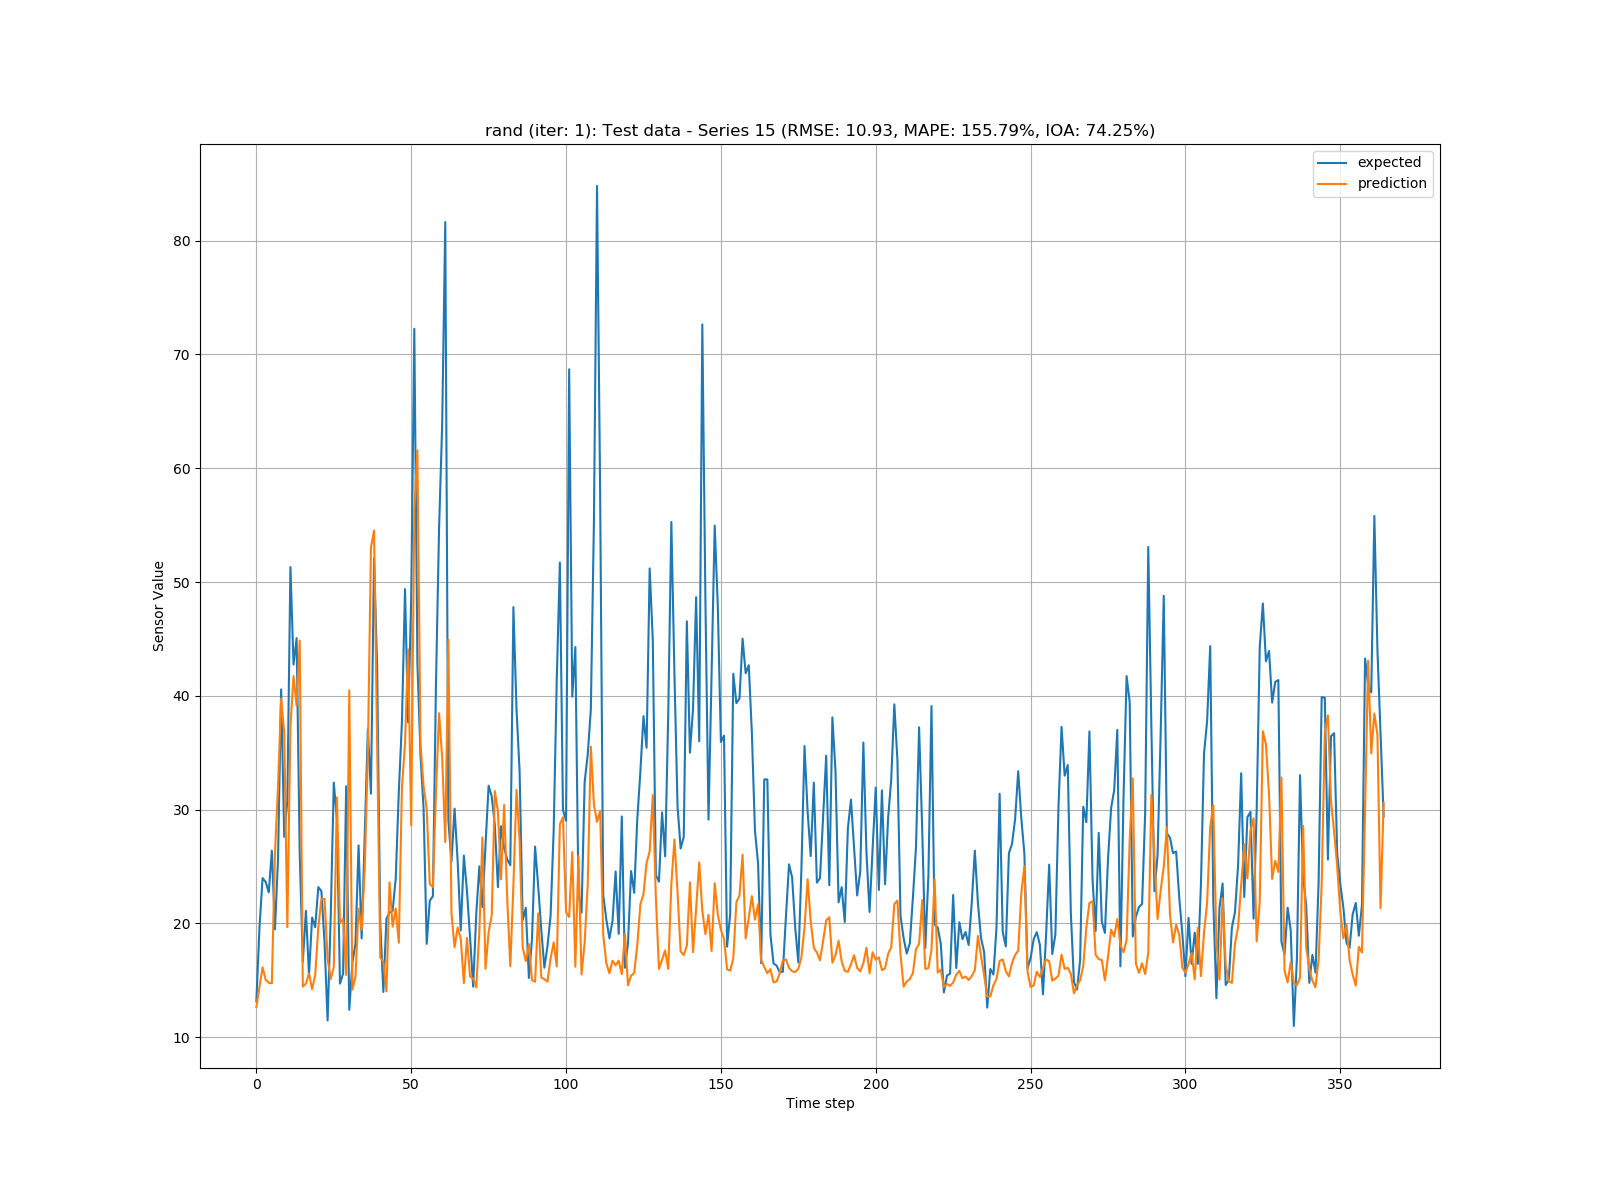 rand (iter: 1): Test data - Series 15 (RMSE: 10.93, MAPE: 155.79%, IOA: 74.25%)
expected
prediction
80
70
60
50
40
30
20
10
Sensor Value
0 50 100 150 200 250 300 350
Time step